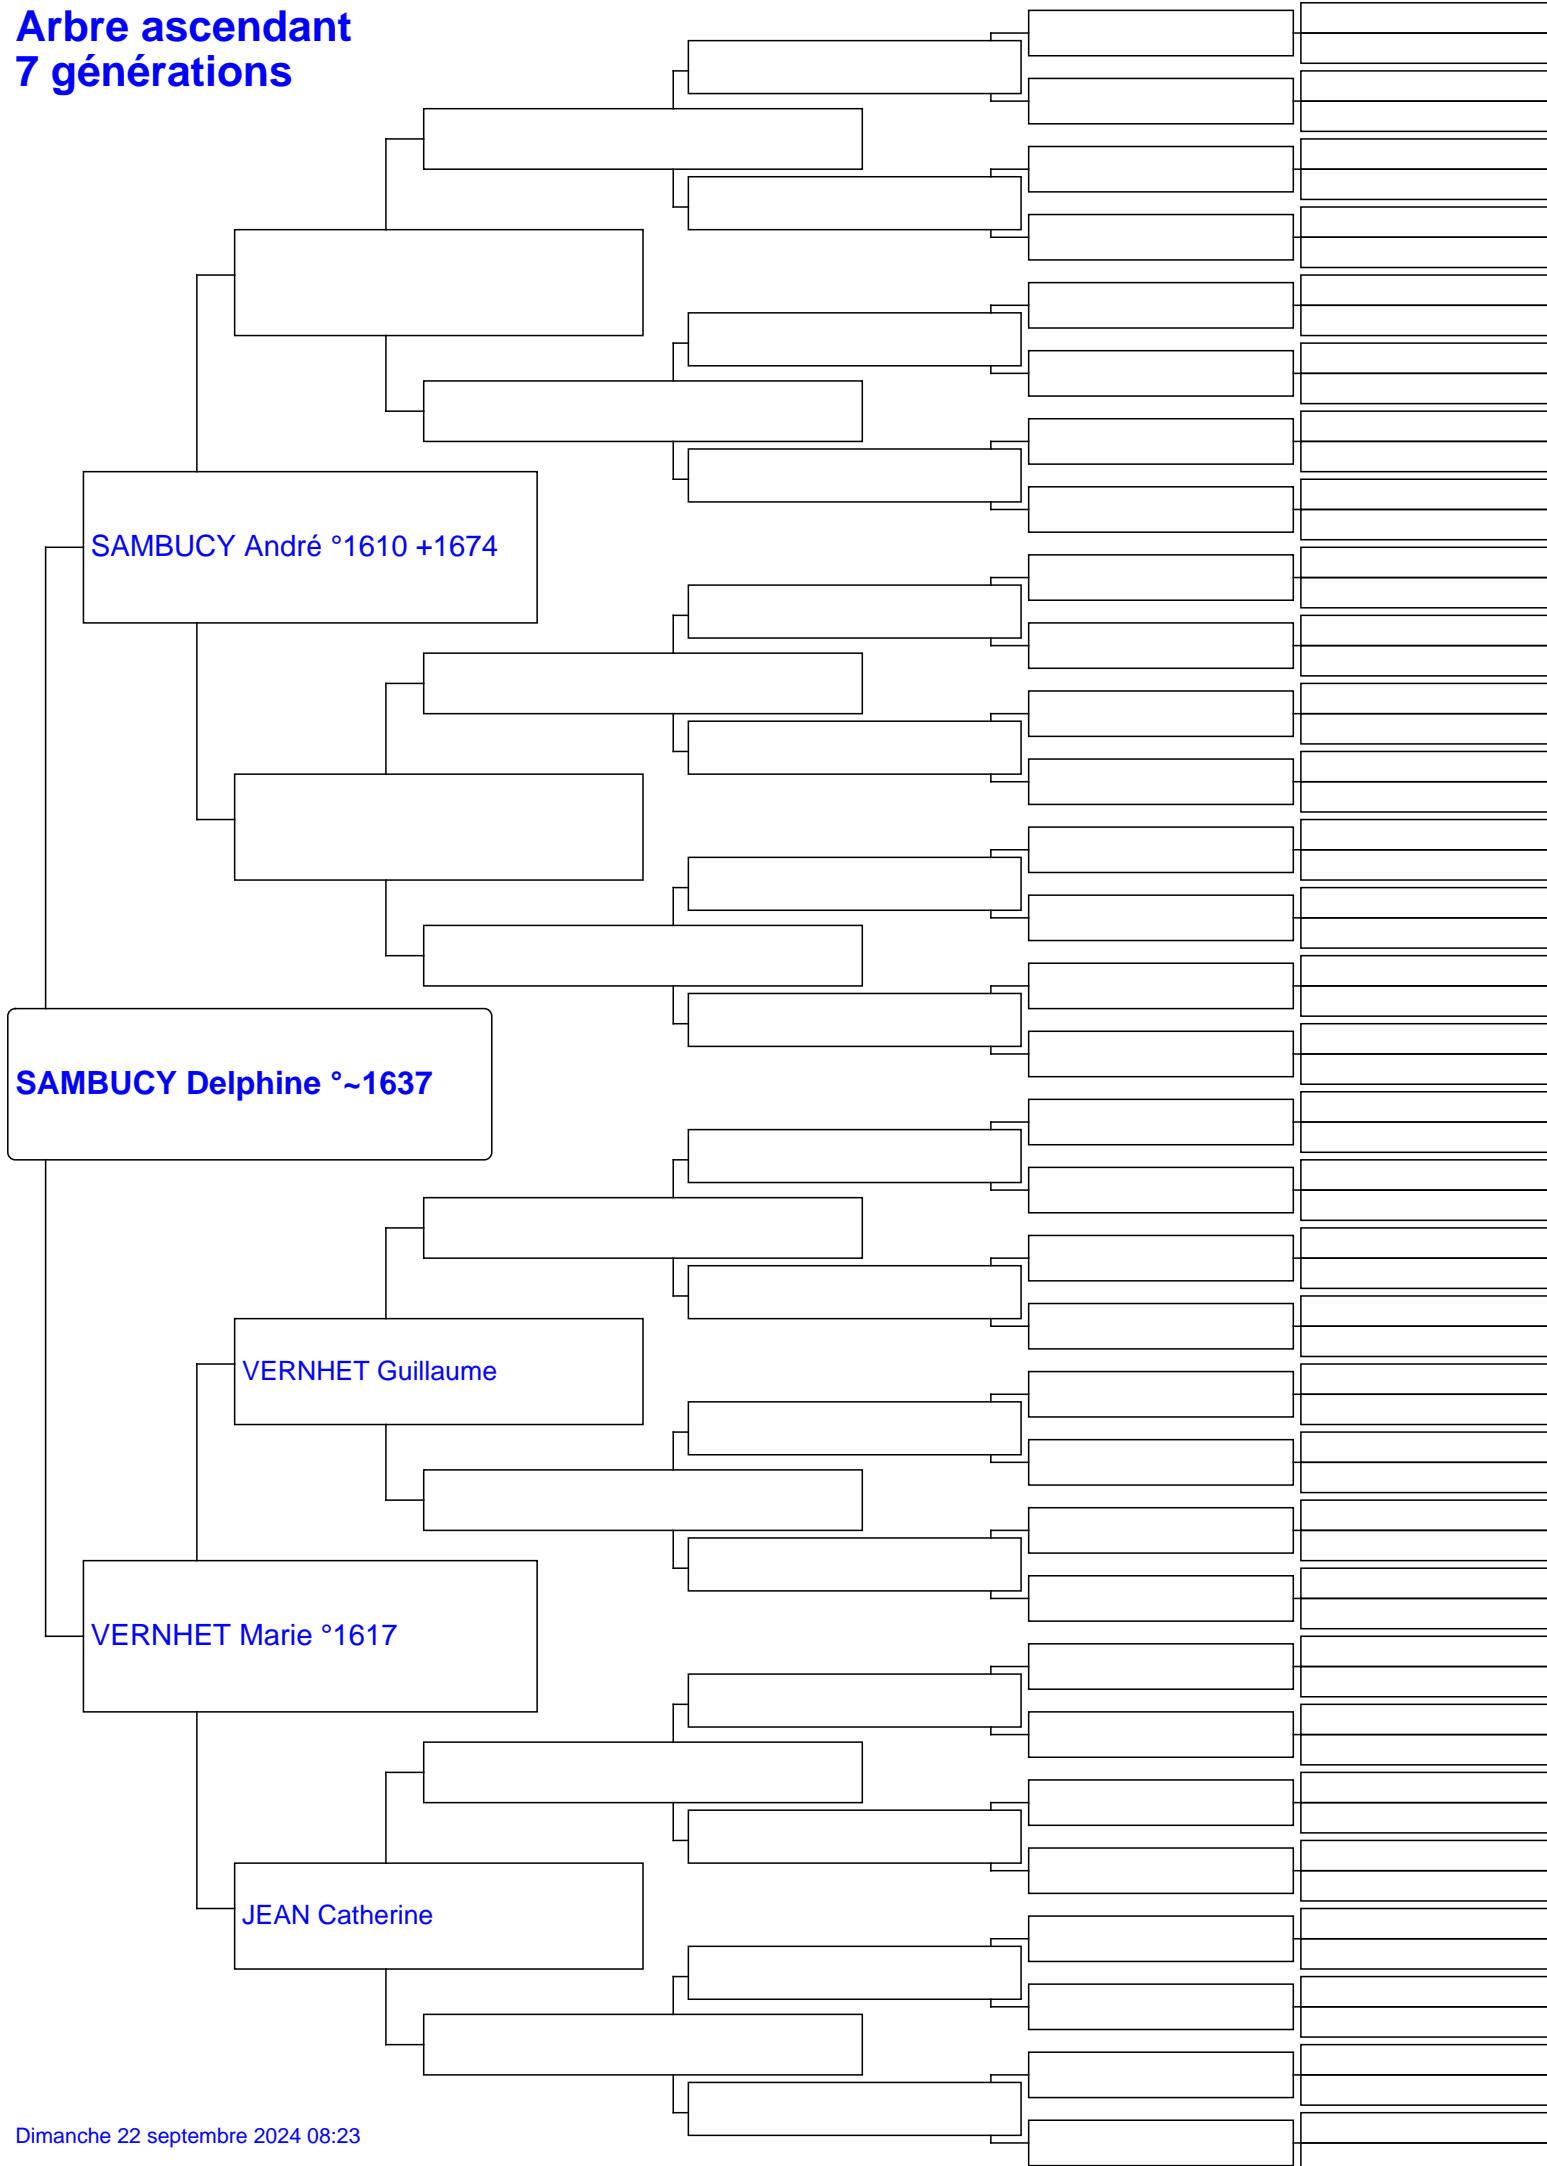 Arbre ascendant
7 générations
SAMBUCY André °1610 +1674
SAMBUCY Delphine °~1637
VERNHET Guillaume
VERNHET Marie °1617
JEAN Catherine
Dimanche 22 septembre 2024 08:23